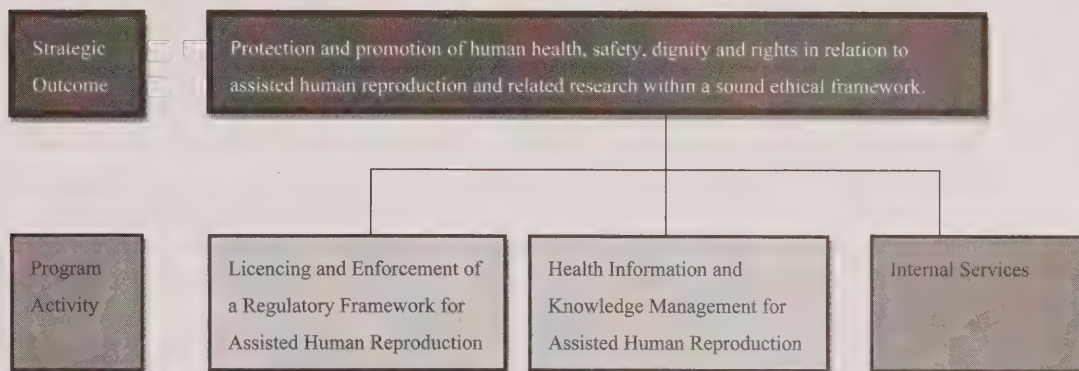 Strategic
Outcome
Protection and promotion of human health, safety, dignity and rights in relation to
assisted human reproduction and related research within a sound ethical framework.
Program
Activity
Licencing and Enforcement of
a Regulatory Framework for
Assisted Human Reproduction
Health Information and
Knowledge Management for
Assisted Human Reproduction
Internal Services